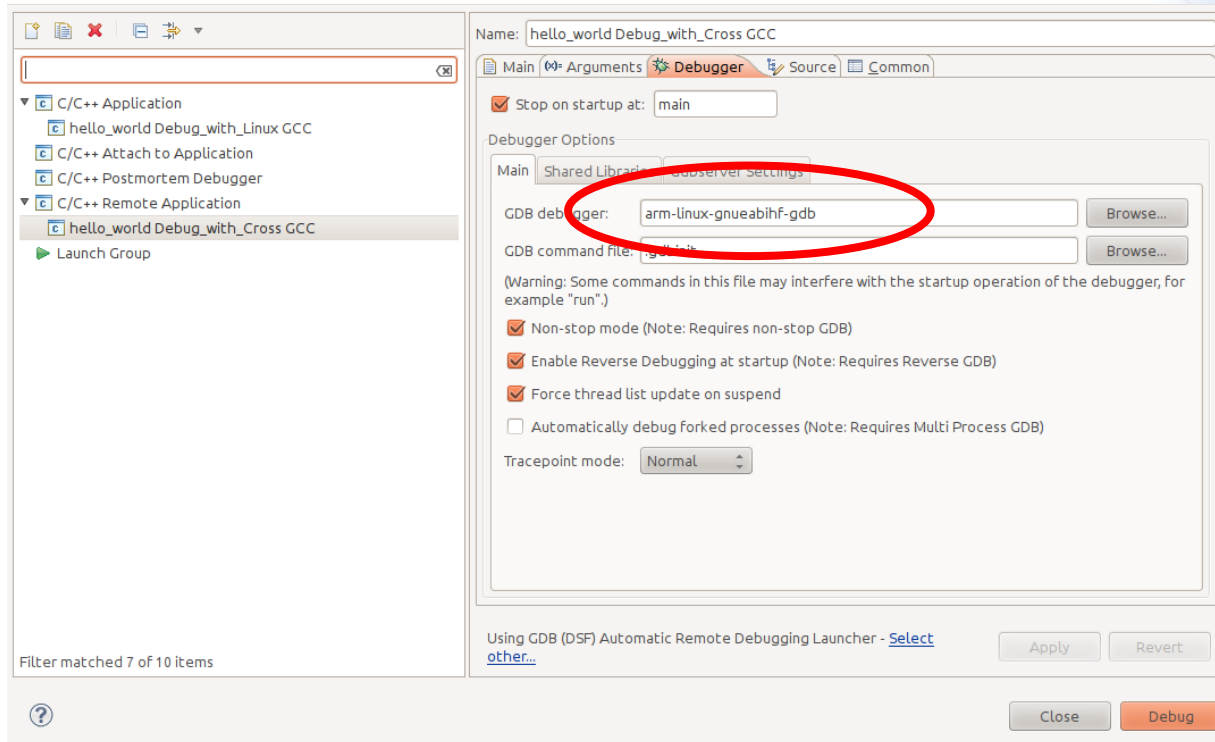 Name: hello_world Debug_with_Cross GCC
Main (x)= Arguments Debugger Source Common
C/C++ Application
hello_world Debug_with_Linux GCC
C/C++ Attach to Application
C/C++ Postmortem Debugger
C/C++ Remote Application
hello_world Debug_with_Cross GCC
Launch Group
Filter matched 7 of 10 items
Stop on startup at: main
Debugger Options
Main Shared Libraries Gdbserver Settings
GDB debugger: arm-linux-gnueabihf-gdb Browse...
GDB command file: .gdbinit Browse...
(Warning: Some commands in this file may interfere with the startup operation of the debugger, for
example "run".)
Non-stop mode (Note: Requires non-stop GDB)
Enable Reverse Debugging at startup (Note: Requires Reverse GDB)
Force thread list update on suspend
Automatically debug forked processes (Note: Requires Multi Process GDB)
Tracepoint mode: Normal
Using GDB (DSF) Automatic Remote Debugging Launcher - Select
other...
Apply Revert
? Close Debug